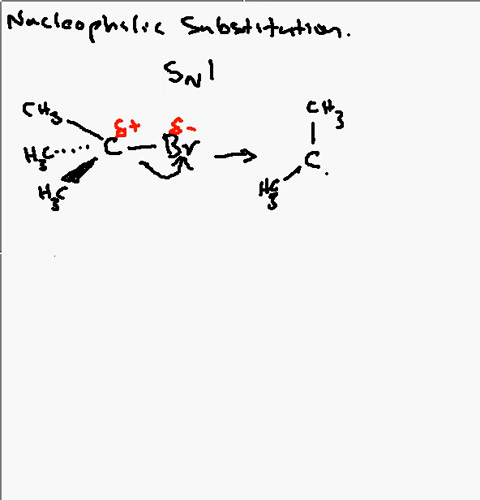 Nucleophilic Substitution.
SN1
CH3
CH3
δ+ δ-
H3C C Br C
H3C
H3C